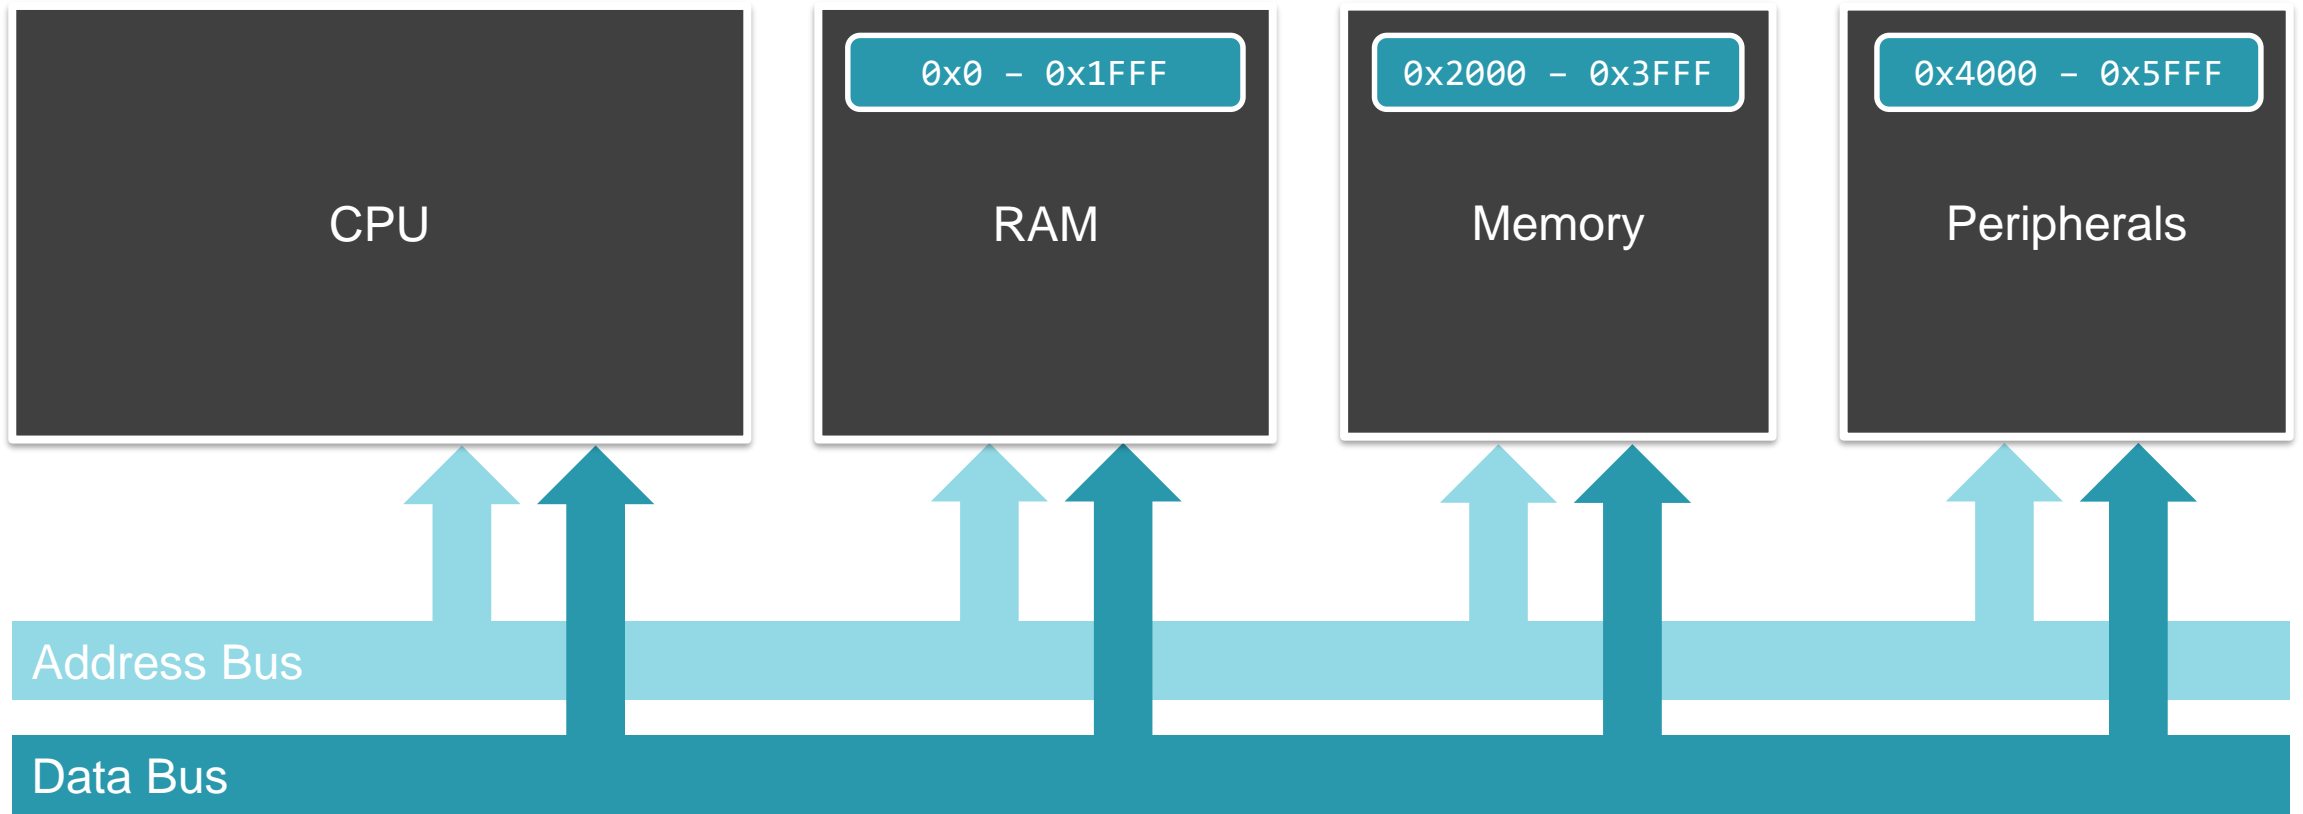 0x0 – 0x1FFF
0x2000 – 0x3FFF
0x4000 – 0x5FFF
CPU
RAM
Memory
Peripherals
Address Bus
Data Bus